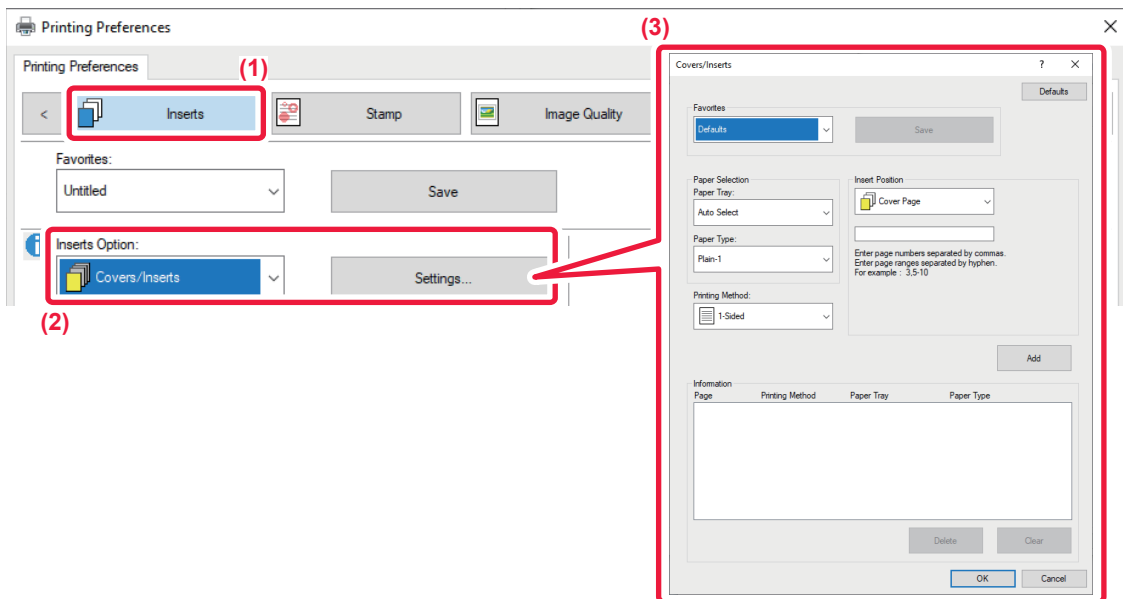 Printing Preferences
(3)
Printing Preferences
(1)
< Inserts Stamp Image Quality
Favorites:
Untitled Save
Inserts Option:
Covers/Inserts Settings...
(2)
Covers/Inserts ?
Defaults
Favorites
Defaults Save
Paper Selection
Paper Tray:
Auto Select
Paper Type:
Plain-1
Printing Method:
1-Sided
Insert Position
Cover Page
Enter page numbers separated by commas.
Enter page ranges separated by hyphen.
For example : 3,5-10
Add
Information
Page Printing Method Paper Tray Paper Type
Delete Clear
OK Cancel